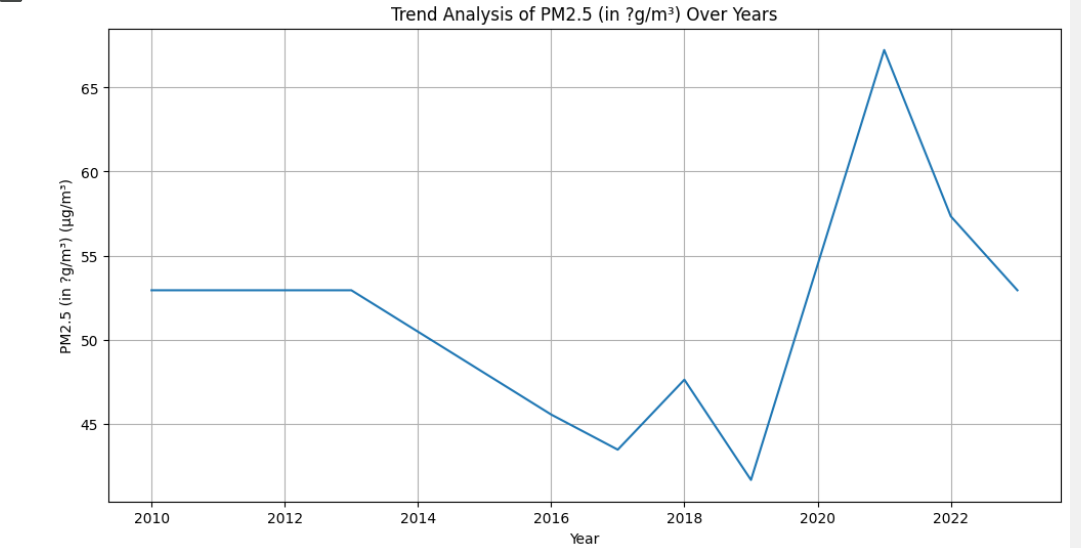 Trend Analysis of PM2.5 (in ?g/m³) Over Years
PM2.5 (in ?g/m³) (µg/m³)
65
60
55
50
45
2010 2012 2014 2016 2018 2020 2022
Year